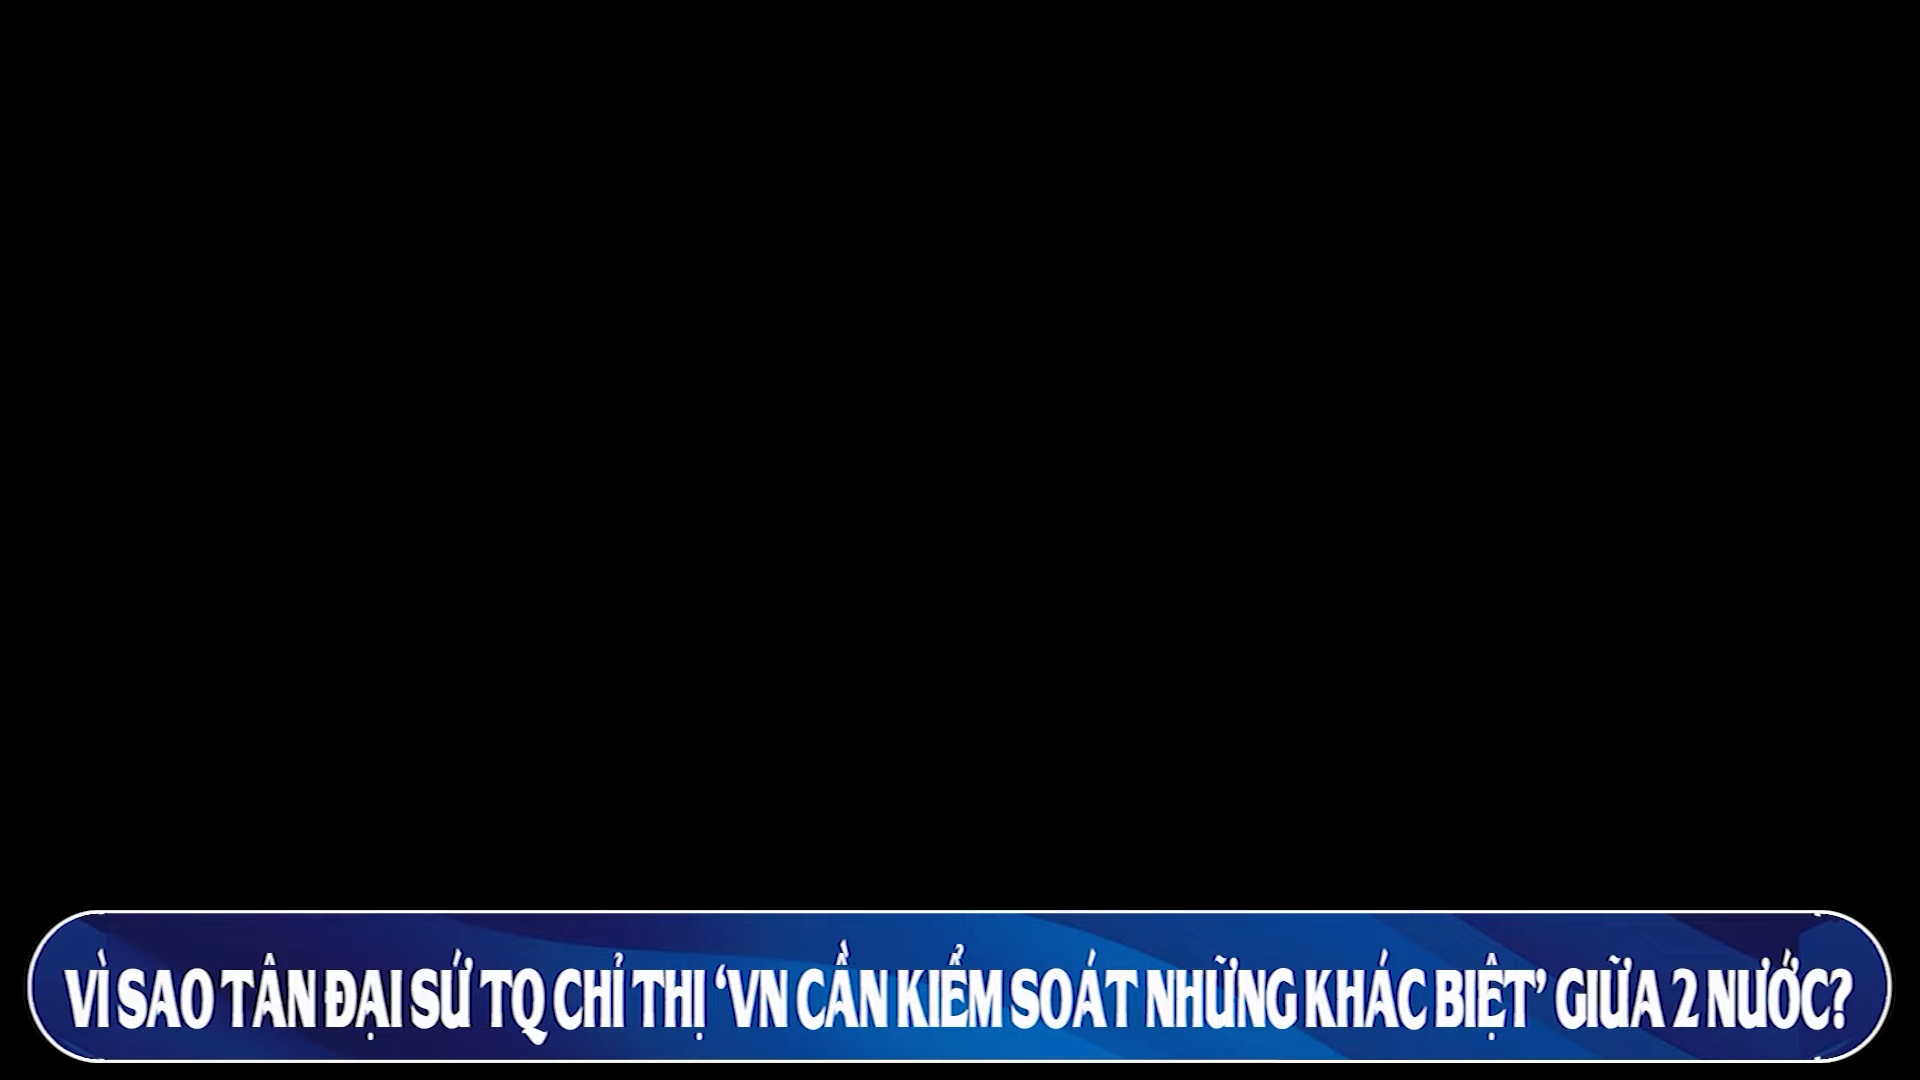 VÌ SAO TÂN ĐẠI SỨ TQ CHỈ THỊ ‘VN CẦN KIỂM SOÁT NHỮNG KHÁC BIỆT’ GIỮA 2 NƯỚC?